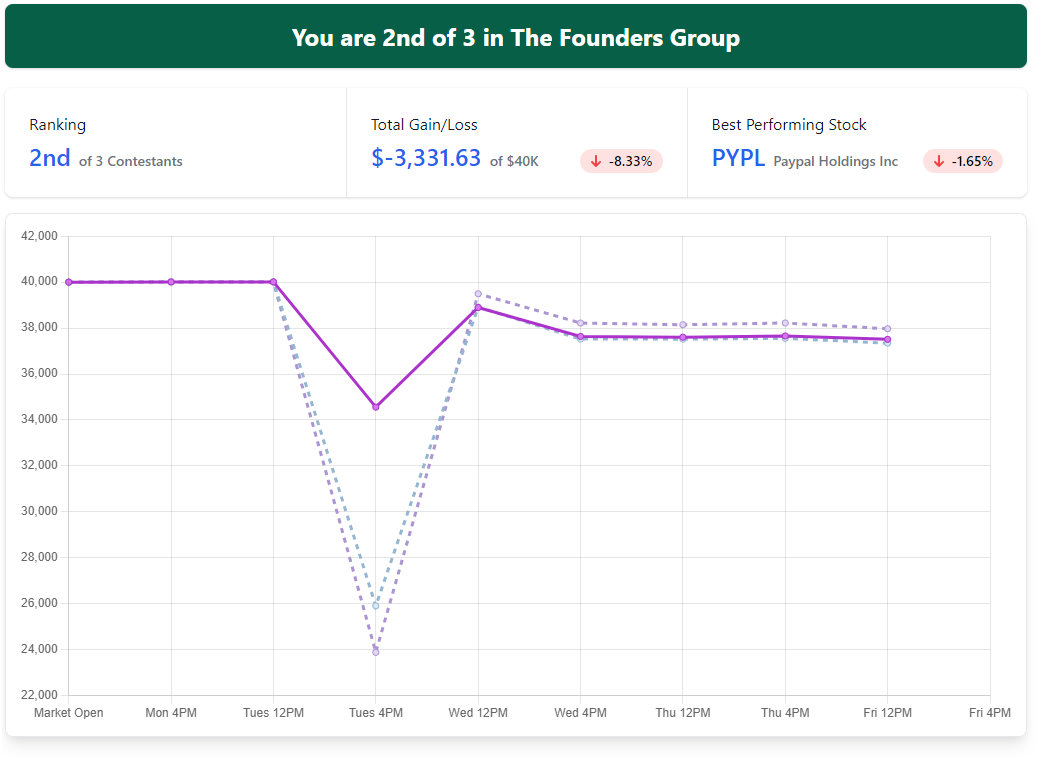 You are 2nd of 3 in The Founders Group
Ranking
2nd of 3 Contestants
Total Gain/Loss
$-3,331.63 of $40K -8.33%
Best Performing Stock
PYPL Paypal Holdings Inc -1.65%
42,000
40,000
38,000
36,000
34,000
32,000
30,000
28,000
26,000
24,000
22,000
Market Open Mon 4PM Tues 12PM Tues 4PM Wed 12PM Wed 4PM Thu 12PM Thu 4PM Fri 12PM Fri 4PM